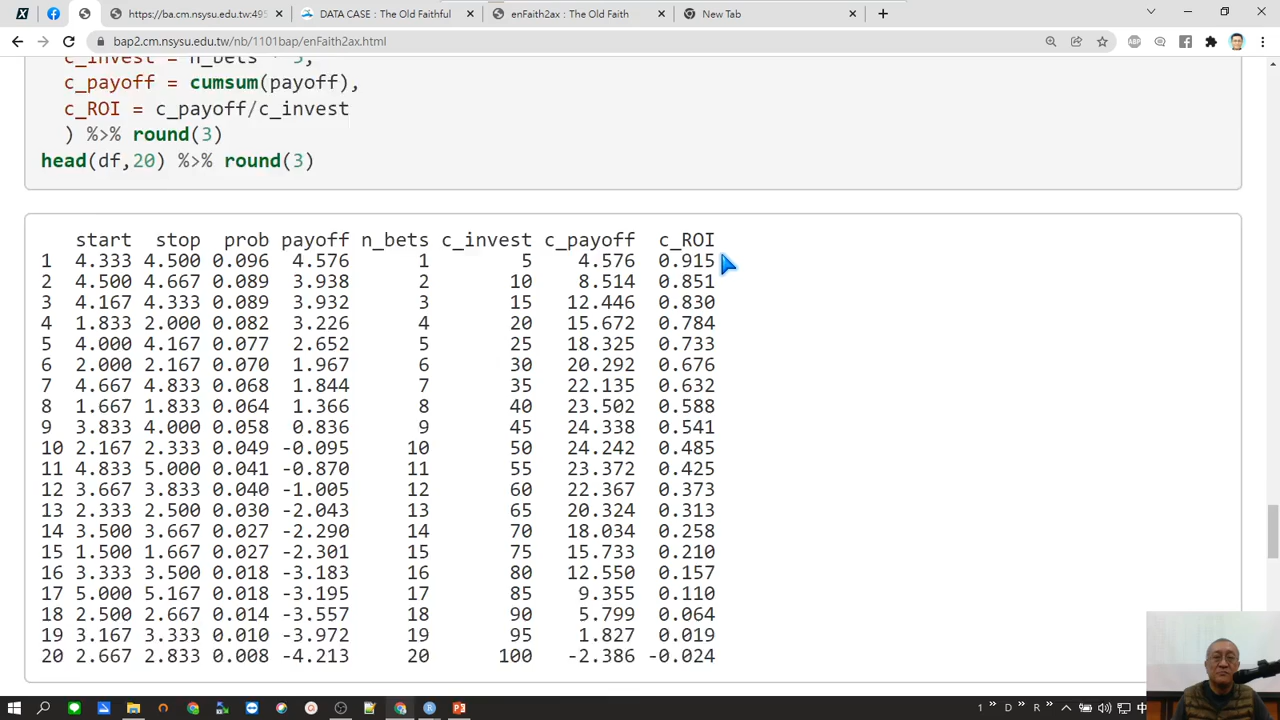 https://ba.cm.nsysu.edu.tw:495
DATA CASE : The Old Faithful
enFaith2ax : The Old Faith
New Tab
bap2.cm.nsysu.edu.tw/nb/1101bap/enFaith2ax.html
ABP
c_payoff = cumsum(payoff),
c_ROI = c_payoff/c_invest
) %>% round(3)
head(df,20) %>% round(3)
start stop prob payoff n_bets c_invest c_payoff c_ROI
1 4.333 4.500 0.096 4.576 1 5 4.576 0.915
2 4.500 4.667 0.089 3.938 2 10 8.514 0.851
3 4.167 4.333 0.089 3.932 3 15 12.446 0.830
4 1.833 2.000 0.082 3.226 4 20 15.672 0.784
5 4.000 4.167 0.077 2.652 5 25 18.325 0.733
6 2.000 2.167 0.070 1.967 6 30 20.292 0.676
7 4.667 4.833 0.068 1.844 7 35 22.135 0.632
8 1.667 1.833 0.064 1.366 8 40 23.502 0.588
9 3.833 4.000 0.058 0.836 9 45 24.338 0.541
10 2.167 2.333 0.049 -0.095 10 50 24.242 0.485
11 4.833 5.000 0.041 -0.870 11 55 23.372 0.425
12 3.667 3.833 0.040 -1.005 12 60 22.367 0.373
13 2.333 2.500 0.030 -2.043 13 65 20.324 0.313
14 3.500 3.667 0.027 -2.290 14 70 18.034 0.258
15 1.500 1.667 0.027 -2.301 15 75 15.733 0.210
16 3.333 3.500 0.018 -3.183 16 80 12.550 0.157
17 5.000 5.167 0.018 -3.195 17 85 9.355 0.110
18 2.500 2.667 0.014 -3.557 18 90 5.799 0.064
19 3.167 3.333 0.010 -3.972 19 95 1.827 0.019
20 2.667 2.833 0.008 -4.213 20 100 -2.386 -0.024
1 » D » R » 中